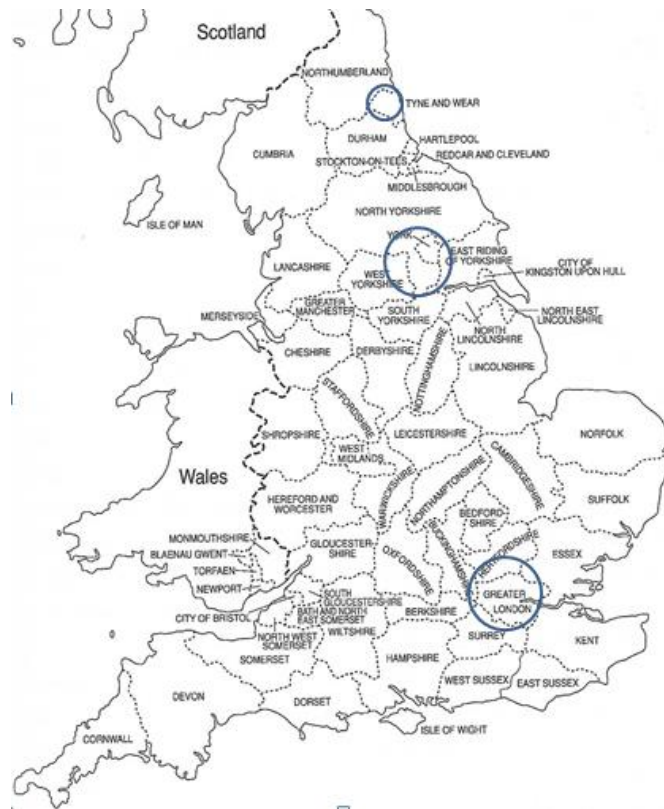 Scotland
NORTHUMBERLAND
TYNE AND WEAR
DURHAM
HARTLEPOOL
CUMBRIA
STOCKTON-ON-TEES
REDCAR AND CLEVELAND
MIDDLESBROUGH
ISLE OF MAN
NORTH YORKSHIRE
YORK
EAST RIDING
OF YORKSHIRE
CITY OF
KINGSTON UPON HULL
LANCASHIRE
WEST
YORKSHIRE
GREATER
MANCHESTER
SOUTH
YORKSHIRE
NORTH EAST
LINCOLNSHIRE
MERSEYSIDE
NORTH
LINCOLNSHIRE
CHESHIRE
DERBYSHIRE
NOTTINGHAMSHIRE
LINCOLNSHIRE
STAFFORDSHIRE
SHROPSHIRE
LEICESTERSHIRE
NORFOLK
WEST
MIDLANDS
CAMBRIDGESHIRE
Wales
WARWICKSHIRE
NORTHAMPTONSHIRE
HEREFORD AND
WORCESTER
SUFFOLK
BEDFORD-
SHIRE
MONMOUTHSHIRE
BLAENAU GWENT
TORFAEN
NEWPORT
GLOUCESTER-
SHIRE
OXFORDSHIRE
BUCKINGHAMSHIRE
HERTFORDSHIRE
ESSEX
GREATER
LONDON
CITY OF BRISTOL
SOUTH
GLOUCESTERSHIRE
BATH AND NORTH
EAST SOMERSET
NORTH WEST
SOMERSET
WILTSHIRE
BERKSHIRE
SURREY
KENT
SOMERSET
HAMPSHIRE
WEST SUSSEX
EAST SUSSEX
DEVON
DORSET
ISLE OF WIGHT
CORNWALL